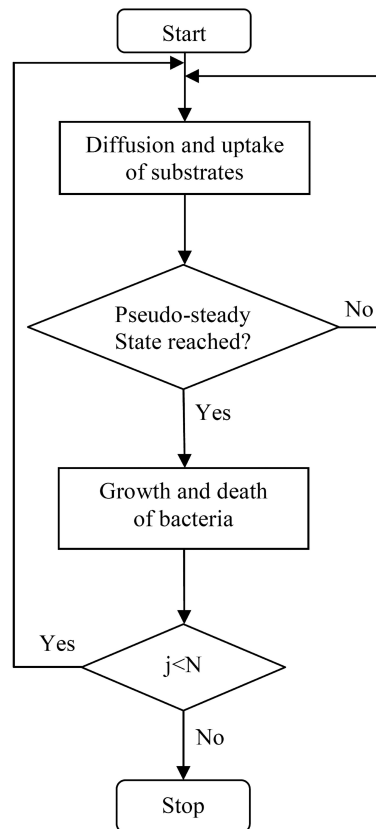 Start
Diffusion and uptake
of substrates
Pseudo-steady
State reached?
No
Yes
Growth and death
of bacteria
Yes
j<N
No
Stop